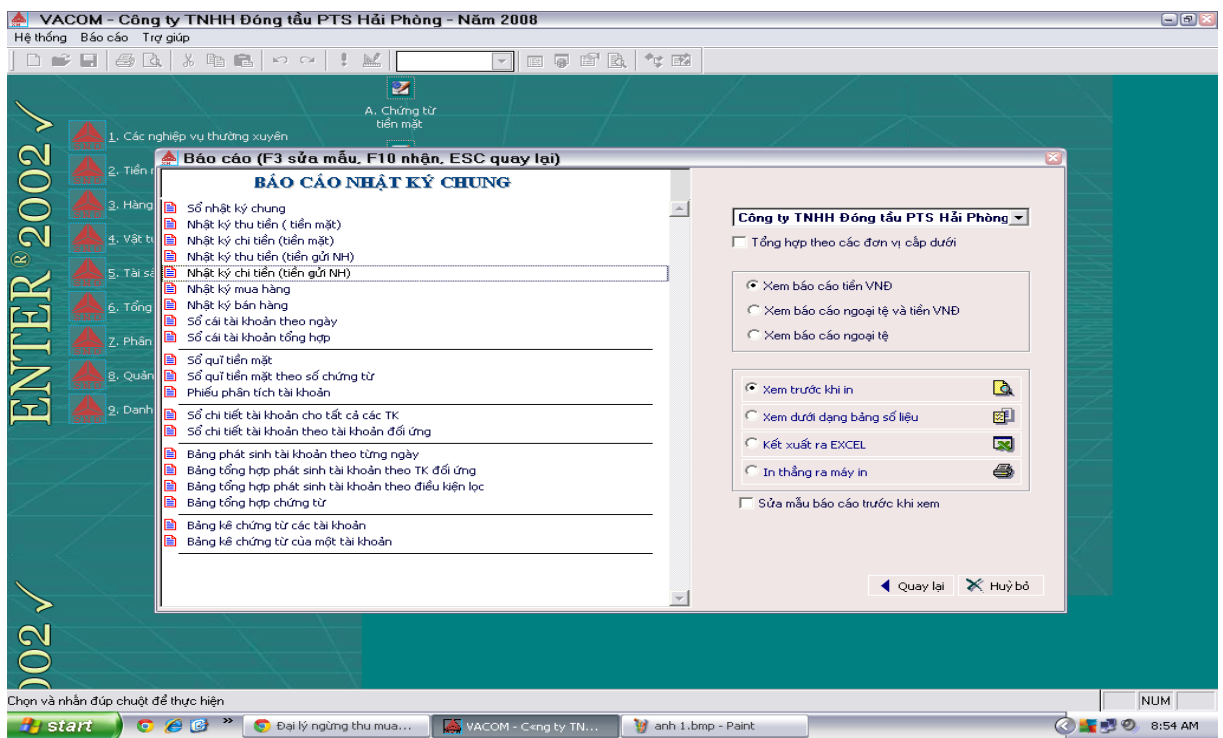 VACOM - Công ty TNHH Đóng tầu PTS Hải Phòng - Năm 2008
Hệ thống Báo cáo Trợ giúp
A. Chứng từ
tiền mặt
1. Các nghiệp vụ thường xuyên
2. Tiền
3. Hàng
4. Vật
5. Tài
6. Tổng
7. Phân
8. Quản
9. Danh
ENTER®2002
Báo cáo (F3 sửa mẫu, F10 nhận, ESC quay lại)
BÁO CÁO NHẬT KÝ CHUNG
Sổ nhật ký chung
Nhật ký thu tiền ( tiền mặt)
Nhật ký chi tiền (tiền mặt)
Nhật ký thu tiền (tiền gửi NH)
Nhật ký chi tiền (tiền gửi NH)
Nhật ký mua hàng
Nhật ký bán hàng
Sổ cái tài khoản theo ngày
Sổ cái tài khoản tổng hợp
Sổ quĩ tiền mặt
Sổ quĩ tiền mặt theo số chứng từ
Phiếu phân tích tài khoản
Sổ chi tiết tài khoản cho tất cả các TK
Sổ chi tiết tài khoản theo tài khoản đối ứng
Bảng phát sinh tài khoản theo từng ngày
Bảng tổng hợp phát sinh tài khoản theo TK đối ứng
Bảng tổng hợp phát sinh tài khoản theo điều kiện lọc
Bảng tổng hợp chứng từ
Bảng kê chứng từ các tài khoản
Bảng kê chứng từ của một tài khoản
Công ty TNHH Đóng tầu PTS Hải Phòng
Tổng hợp theo các đơn vị cấp dưới
Xem báo cáo tiền VNĐ
Xem báo cáo ngoại tệ và tiền VNĐ
Xem báo cáo ngoại tệ
Xem trước khi in
Xem dưới dạng bảng số liệu
Kết xuất ra EXCEL
In thẳng ra máy in
Sửa mẫu báo cáo trước khi xem
Quay lại Huỷ bỏ
002
Chọn và nhấn đúp chuột để thực hiện NUM
start Đại lý ngừng thu mua... VACOM - C«ng ty TN... anh 1.bmp - Paint 8:54 AM